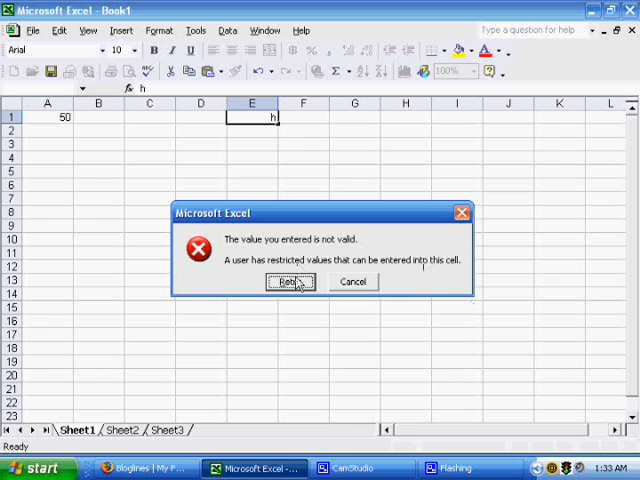 Microsoft Excel - Book1
File Edit View Insert Format Tools Data Window Help
Type a question for help
Arial 10 B I U
100%
h
A B C D E F G H I J K L
1 50 h
2
3
4
5
6
7
8
9
10
11
12
13
14
15
16
17
18
19
20
21
22
23
Microsoft Excel
The value you entered is not valid.
A user has restricted values that can be entered into this cell.
Cancel
Sheet1 Sheet2 Sheet3
Ready
start Bloglines | My F... Microsoft Excel -... CamStudio Flashing 1:33 AM